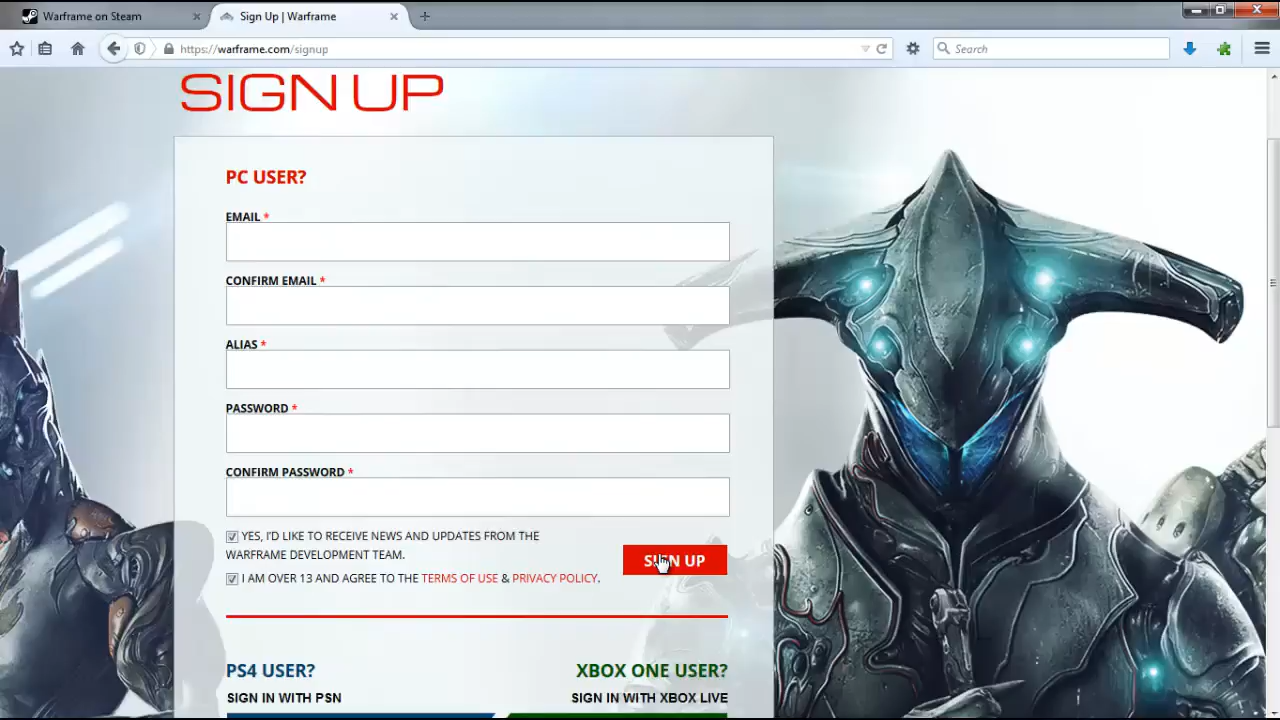 Warframe on Steam
Sign Up | Warframe
https://warframe.com/signup
Search
SIGN UP
PC USER?
EMAIL *
CONFIRM EMAIL *
ALIAS *
PASSWORD *
CONFIRM PASSWORD *
YES, I'D LIKE TO RECEIVE NEWS AND UPDATES FROM THE
WARFRAME DEVELOPMENT TEAM.
SIGN UP
I AM OVER 13 AND AGREE TO THE TERMS OF USE & PRIVACY POLICY.
PS4 USER?
XBOX ONE USER?
SIGN IN WITH PSN
SIGN IN WITH XBOX LIVE